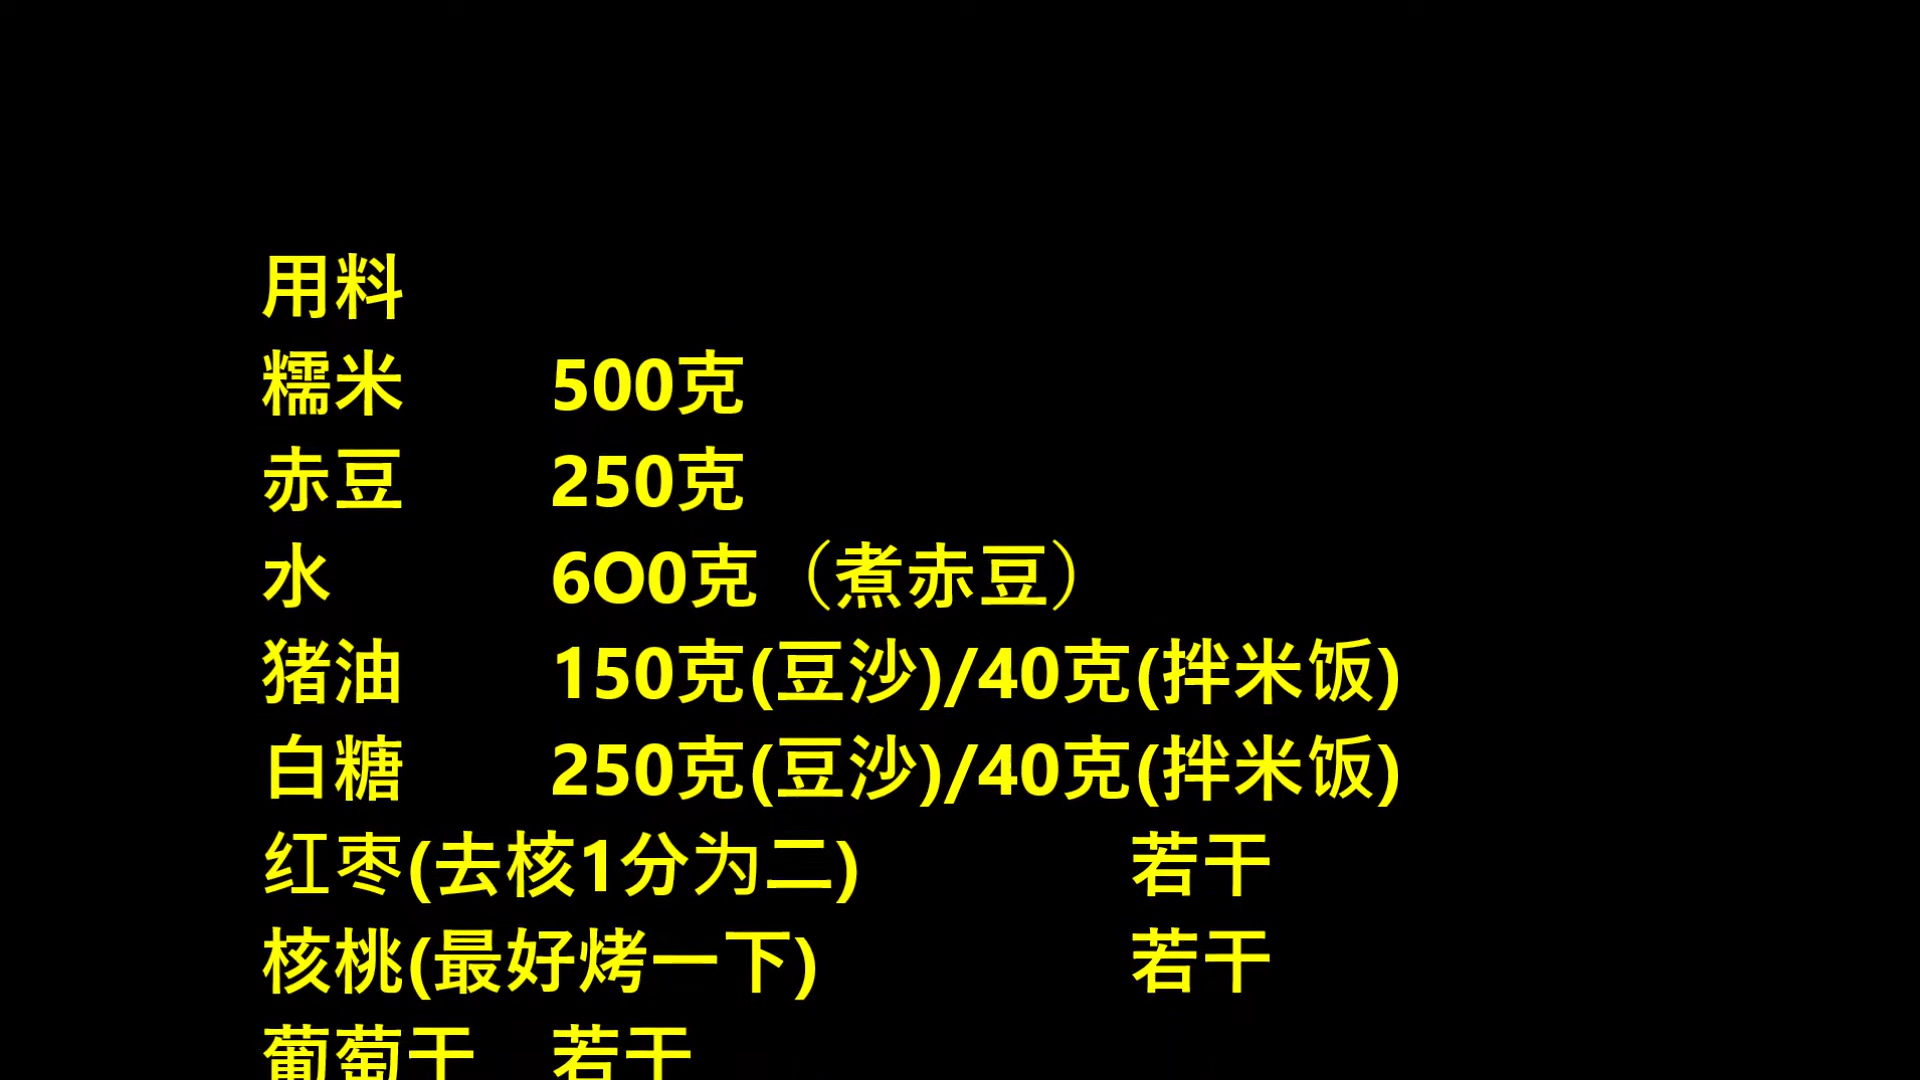 用料
糯米 500克
赤豆 250克
水 6O0克（煮赤豆）
猪油 150克(豆沙)/40克(拌米饭)
白糖 250克(豆沙)/40克(拌米饭)
红枣(去核1分为二) 若干
核桃(最好烤一下) 若干
葡萄干 若干